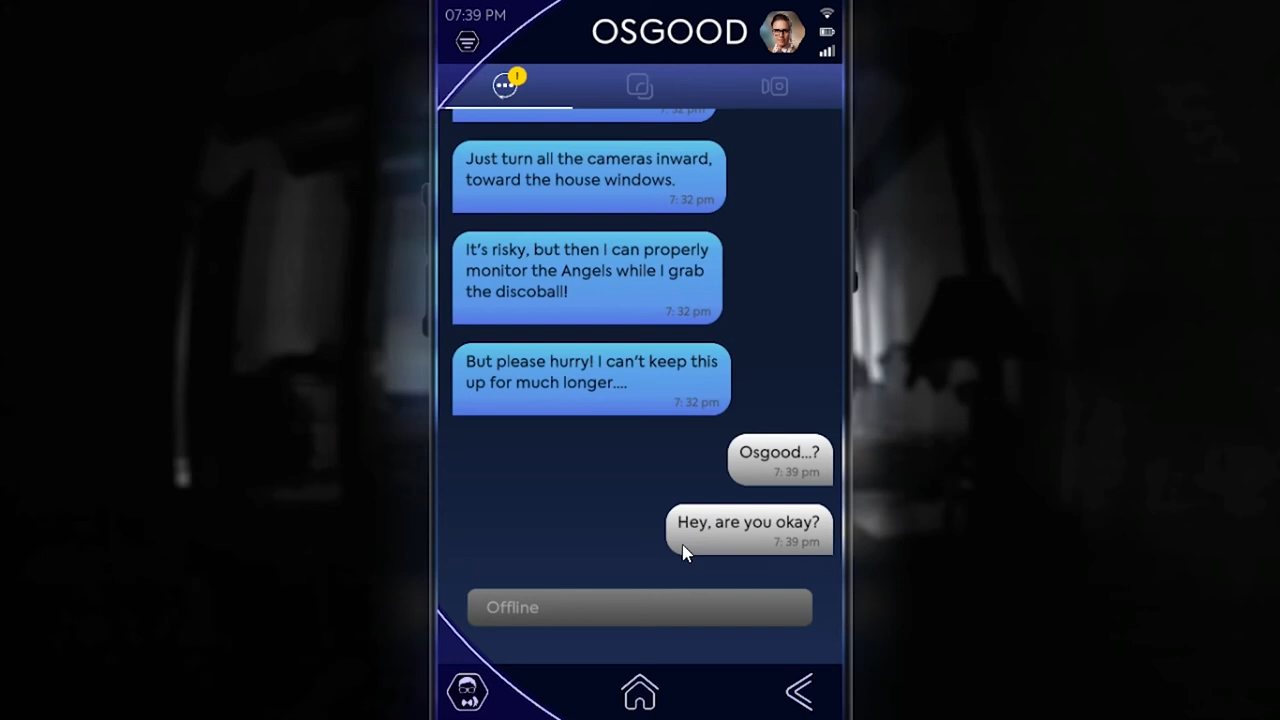 07:39 PM
OSGOOD
!
7: 32 pm
Just turn all the cameras inward,
toward the house windows.
7: 32 pm
It's risky, but then I can properly
monitor the Angels while I grab
the discoball!
7: 32 pm
But please hurry! I can't keep this
up for much longer....
7: 32 pm
Osgood...?
7: 39 pm
Hey, are you okay?
7: 39 pm
Offline